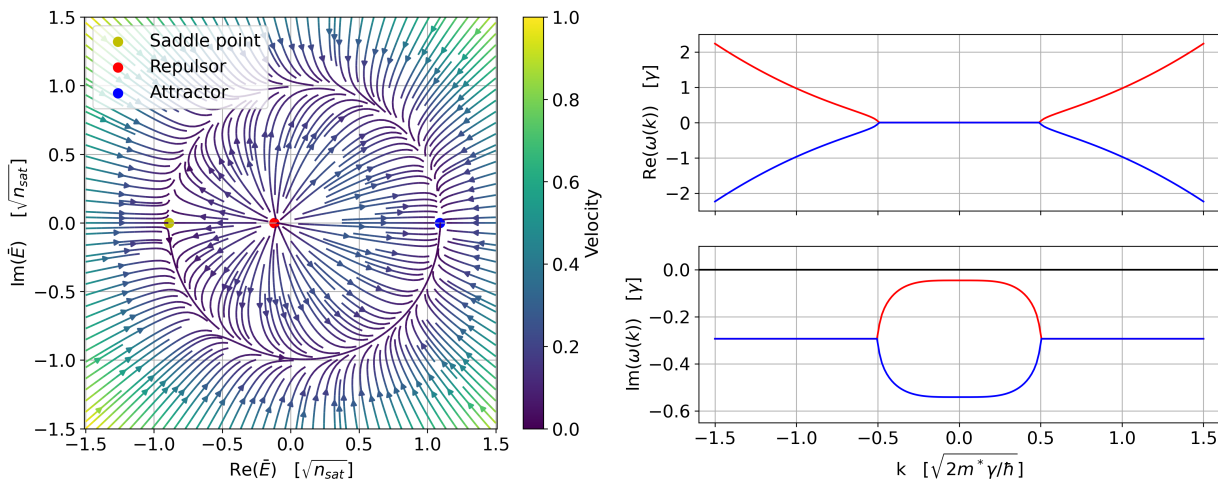 Saddle point
Repulsor
Attractor
1.5
1.0
0.5
0.0
−0.5
−1.0
−1.5
Im(Ē) [√n_sat]
−1.5 −1.0 −0.5 0.0 0.5 1.0 1.5
Re(Ē) [√n_sat]
1.0
0.8
0.6
0.4
0.2
0.0
Velocity
2
1
0
−1
−2
Re(ω(k)) [γ]
0.0
−0.2
−0.4
−0.6
Im(ω(k)) [γ]
−1.5 −1.0 −0.5 0.0 0.5 1.0 1.5
k [√2m*γ/ħ]